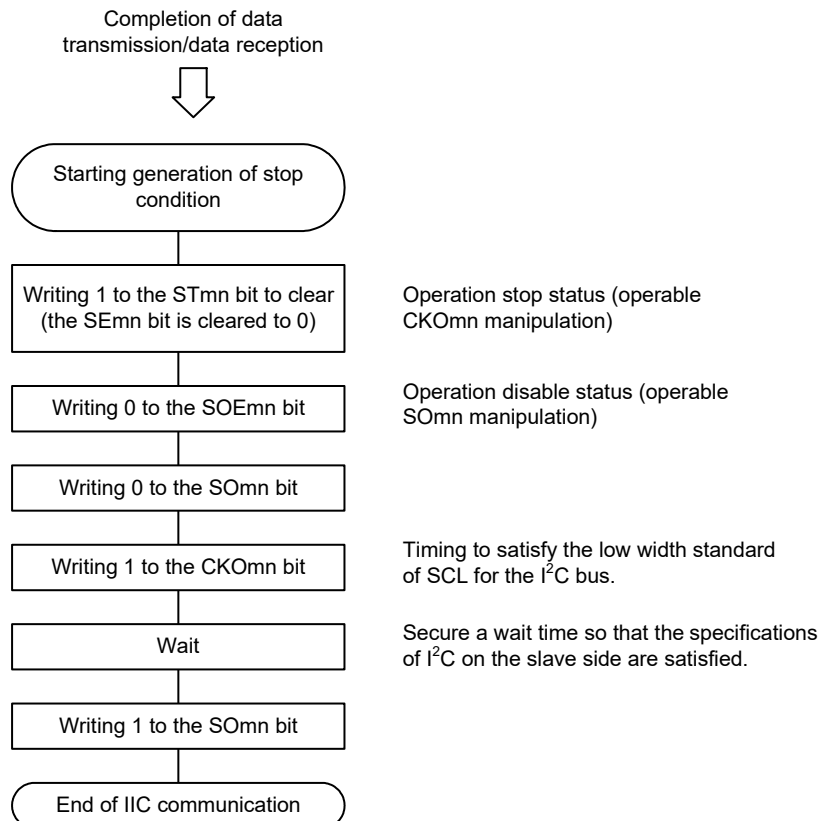 Completion of data
transmission/data reception
Starting generation of stop
condition
Writing 1 to the STmn bit to clear
(the SEmn bit is cleared to 0)
Operation stop status (operable
CKOmn manipulation)
Writing 0 to the SOEmn bit
Operation disable status (operable
SOmn manipulation)
Writing 0 to the SOmn bit
Writing 1 to the CKOmn bit
Timing to satisfy the low width standard
of SCL for the I²C bus.
Wait
Secure a wait time so that the specifications
of I²C on the slave side are satisfied.
Writing 1 to the SOmn bit
End of IIC communication